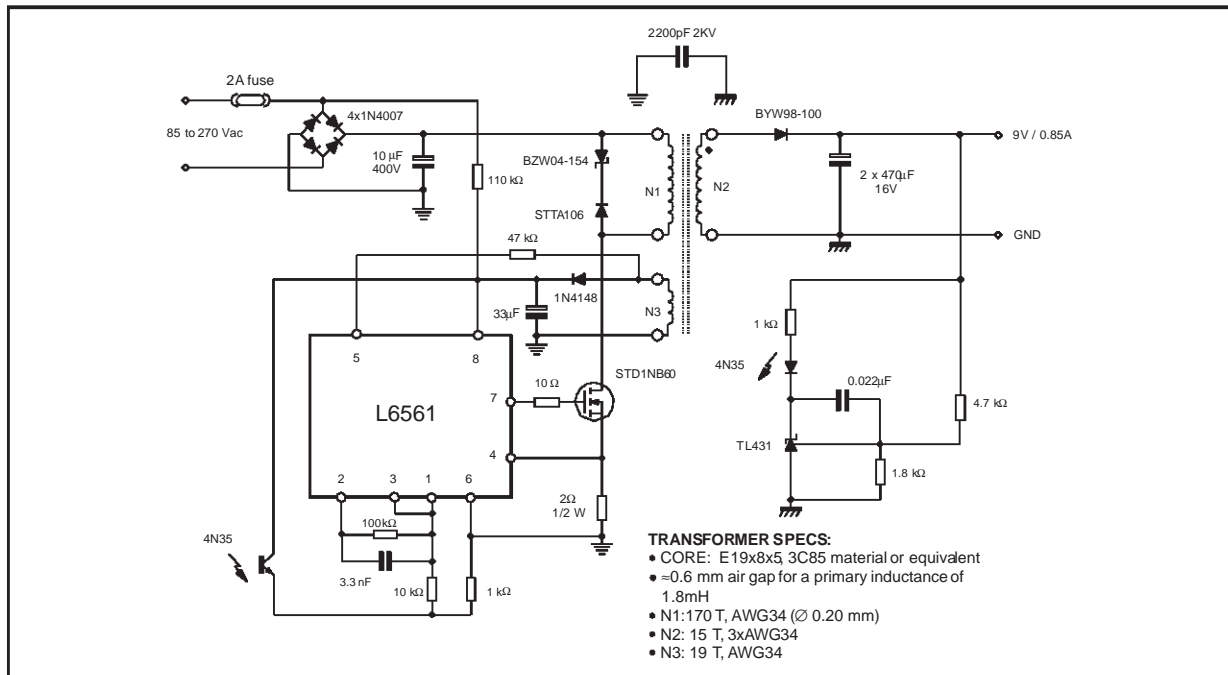 2200pF 2KV
2A fuse
4x1N4007
BYW98-100
85 to 270 Vac
9V / 0.85A
10 µF
400V
BZW04-154
110 kΩ
N1
N2
2 x 470µF
16V
STTA106
47 kΩ
GND
1N4148
33µF
N3
1 kΩ
5
8
STD1NB60
4N35
0.022µF
10 Ω
7
4.7 kΩ
L6561
TL431
4
1.8 kΩ
2
3
1
6
2Ω
1/2 W
100kΩ
4N35
3.3 nF
10 kΩ
1 kΩ
TRANSFORMER SPECS:
• CORE: E19x8x5, 3C85 material or equivalent
• ≈0.6 mm air gap for a primary inductance of
1.8mH
• N1:170 T, AWG34 (∅ 0.20 mm)
• N2: 15 T, 3xAWG34
• N3: 19 T, AWG34